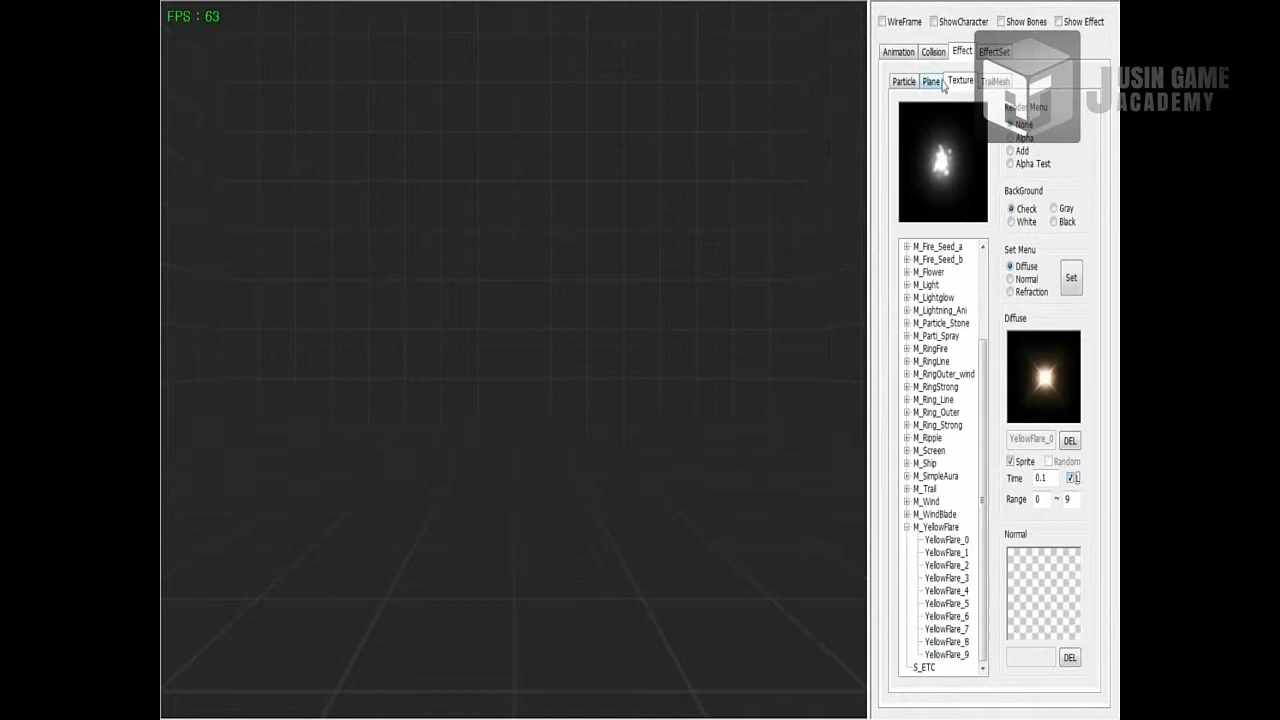 FPS : 63
WireFrame ShowCharacter Show Bones Show Effect
Animation Collision Effect EffectSet
Particle Plane Texture TrailMesh
JUSIN GAME
ACADEMY
Render Menu
None
Alpha
Add
Alpha Test
BackGround
Check Gray
White Black
Set Menu
Diffuse
Normal
Refraction
Set
Diffuse
YellowFlare_0 DEL
Sprite Random
Time 0.1 L
Range 0 ~ 9
Normal
DEL
M_Fire_Seed_a
M_Fire_Seed_b
M_Flower
M_Light
M_Lightglow
M_Lightning_Ani
M_Particle_Stone
M_Parti_Spray
M_RingFire
M_RingLine
M_RingOuter_wind
M_RingStrong
M_Ring_Line
M_Ring_Outer
M_Ring_Strong
M_Ripple
M_Screen
M_Ship
M_SimpleAura
M_Trail
M_Wind
M_WindBlade
M_YellowFlare
YellowFlare_0
YellowFlare_1
YellowFlare_2
YellowFlare_3
YellowFlare_4
YellowFlare_5
YellowFlare_6
YellowFlare_7
YellowFlare_8
YellowFlare_9
S_ETC